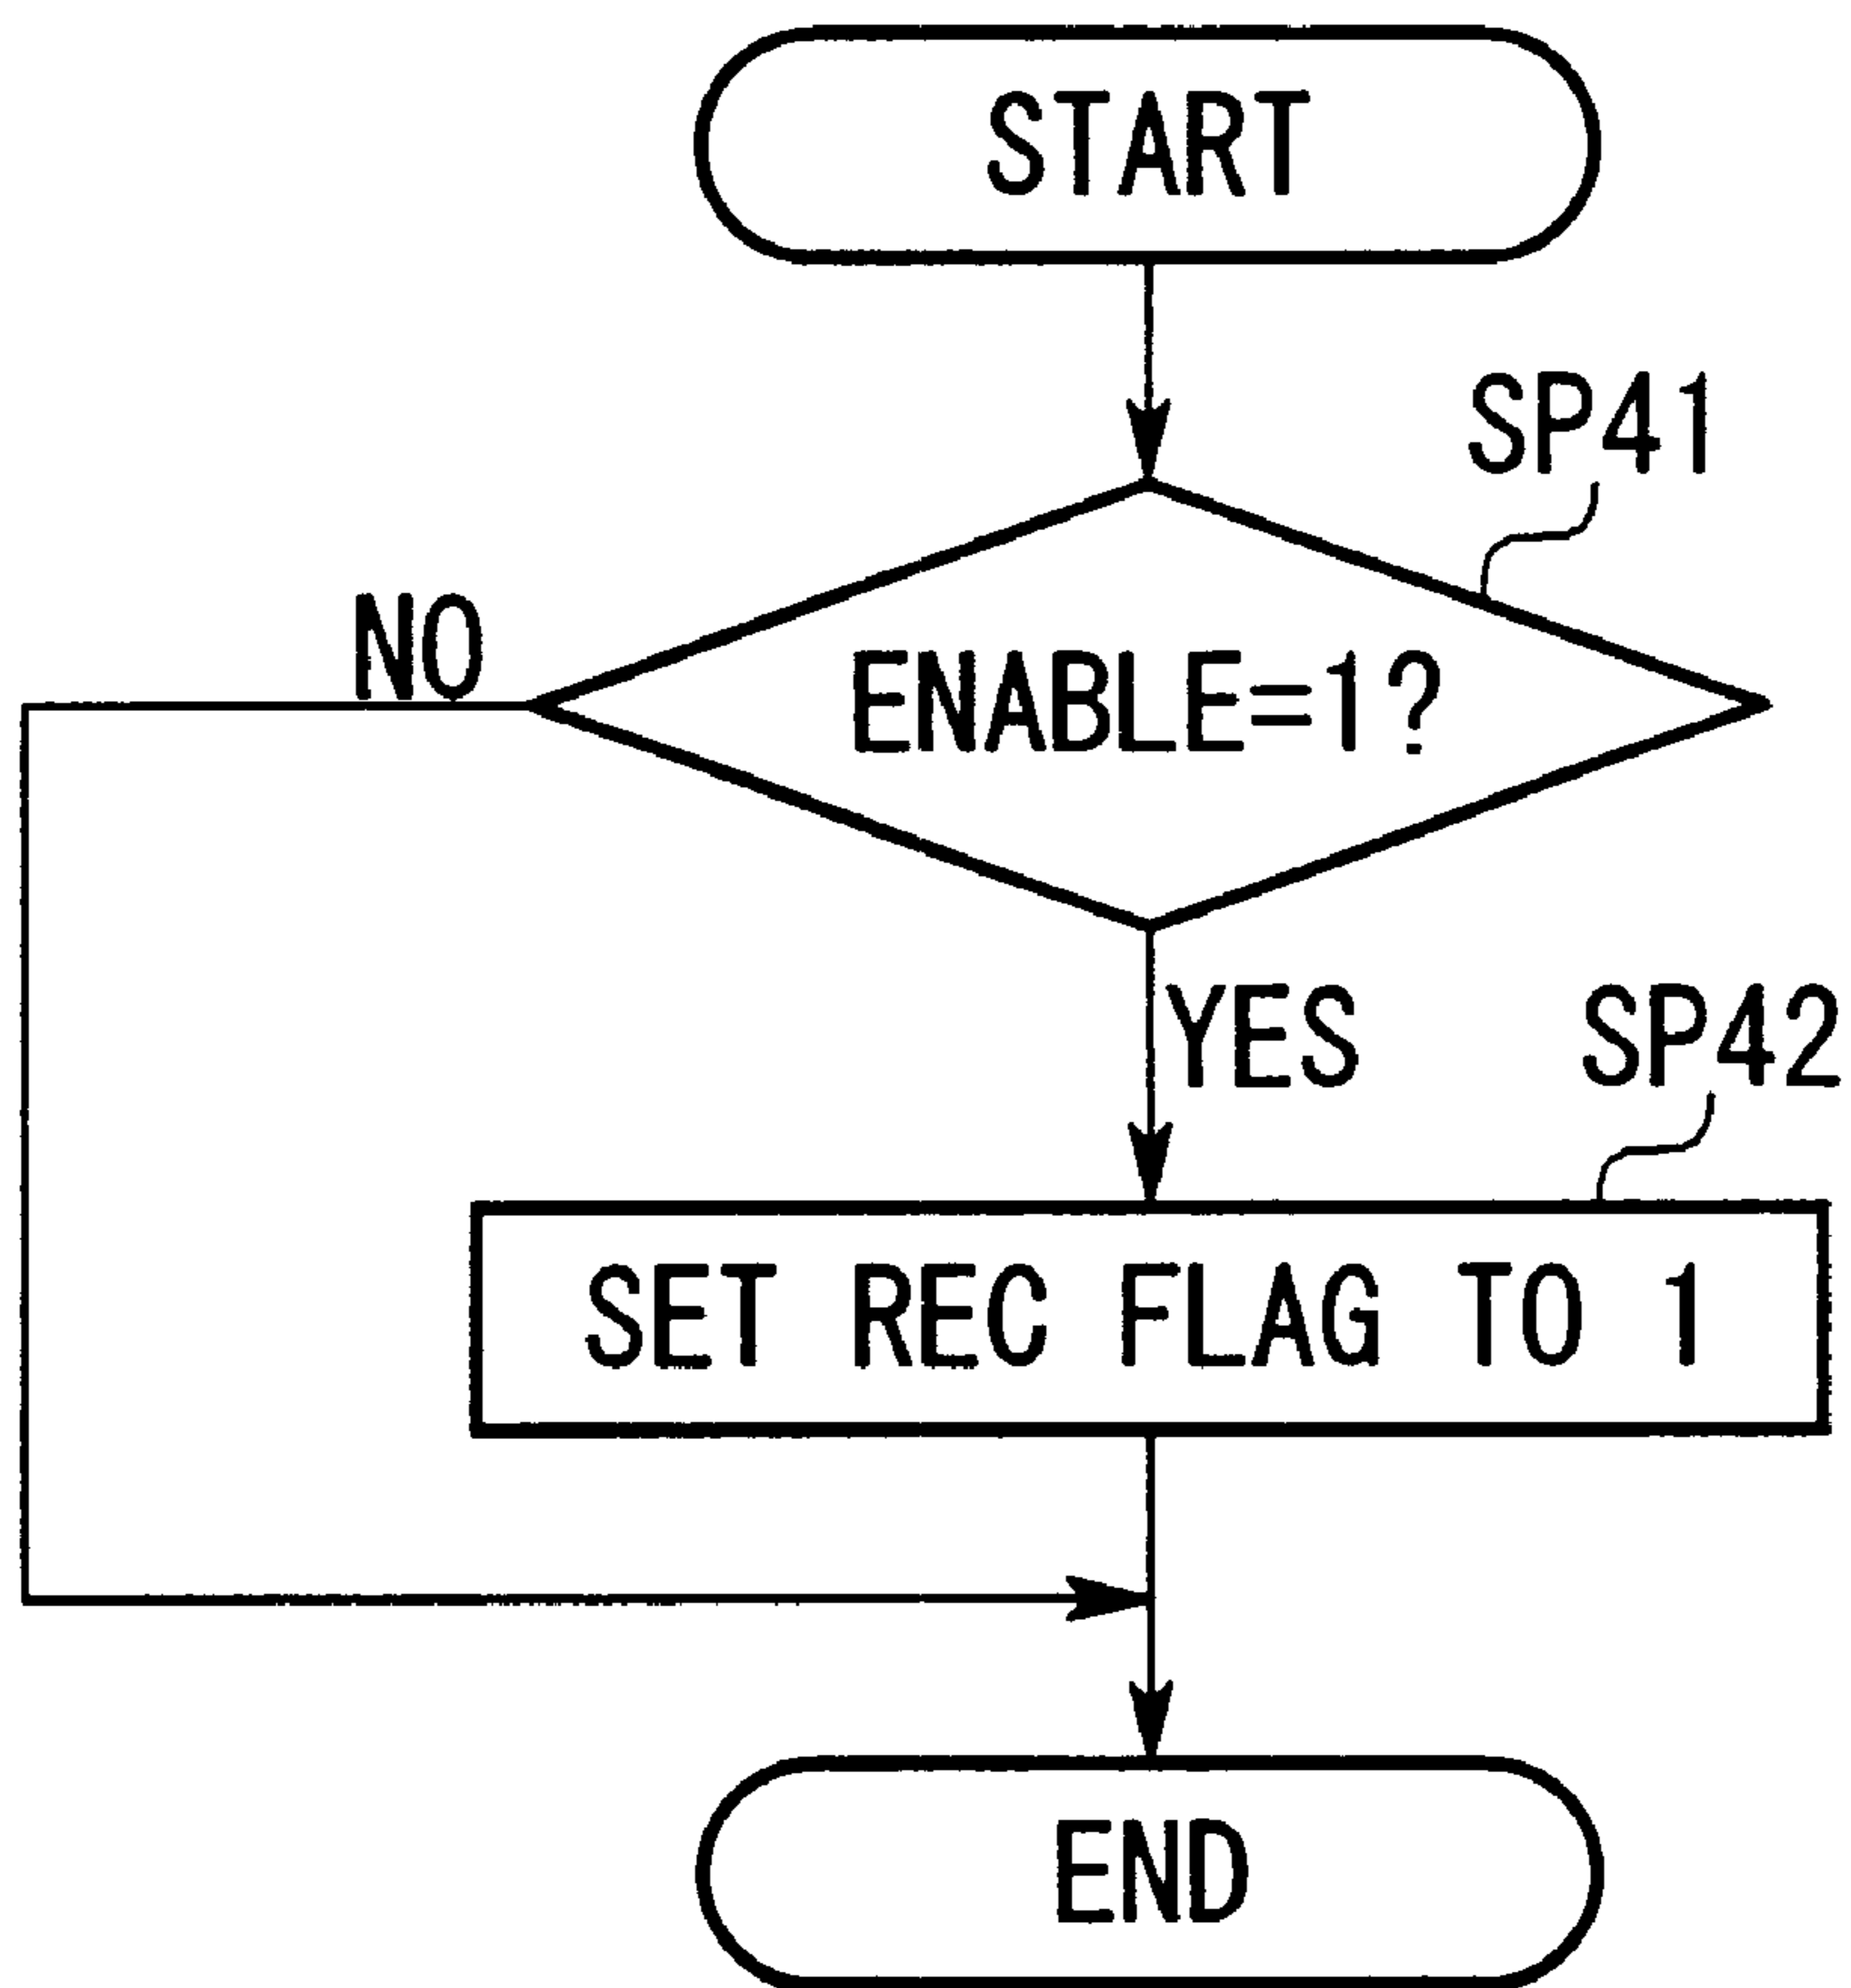 START
SP41
NO
ENABLE=1?
YES
SP42
SET REC FLAG TO 1
END